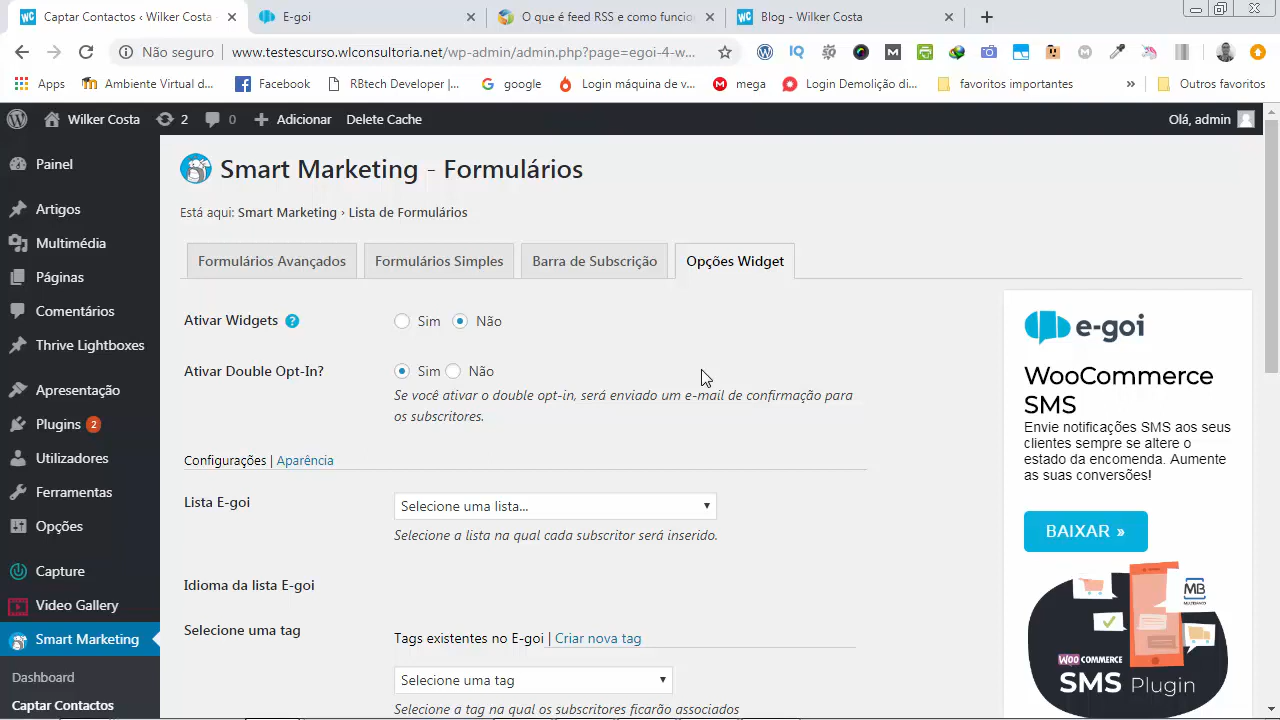 Captar Contactos ‹ Wilker Costa
E-goi
O que é feed RSS e como funcio
Blog - Wilker Costa
Não seguro
www.testescurso.wlconsultoria.net/wp-admin/admin.php?page=egoi-4-w...
Apps
Ambiente Virtual d...
Facebook
RBtech Developer |...
google
Login máquina de v...
mega
Login Demolição di...
favoritos importantes
»
Outros favoritos
Wilker Costa
2
0
Adicionar
Delete Cache
Olá, admin
Painel
Artigos
Multimédia
Páginas
Comentários
Thrive Lightboxes
Apresentação
Plugins 2
Utilizadores
Ferramentas
Opções
Capture
Video Gallery
Smart Marketing
Dashboard
Captar Contactos
Smart Marketing - Formulários
Está aqui: Smart Marketing › Lista de Formulários
Formulários Avançados
Formulários Simples
Barra de Subscrição
Opções Widget
Ativar Widgets ?
Sim
Não
Ativar Double Opt-In?
Sim
Não
Se você ativar o double opt-in, será enviado um e-mail de confirmação para
os subscritores.
Configurações | Aparência
Lista E-goi
Selecione uma lista...
Selecione a lista na qual cada subscritor será inserido.
Idioma da lista E-goi
Selecione uma tag
Tags existentes no E-goi | Criar nova tag
Selecione uma tag
Selecione a tag na qual os subscritores ficarão associados
e-goi
WooCommerce
SMS
Envie notificações SMS aos seus
clientes sempre se altere o
estado da encomenda. Aumente
as suas conversões!
BAIXAR »
MB
MULTIBANCO
WOO COMMERCE
SMS Plugin